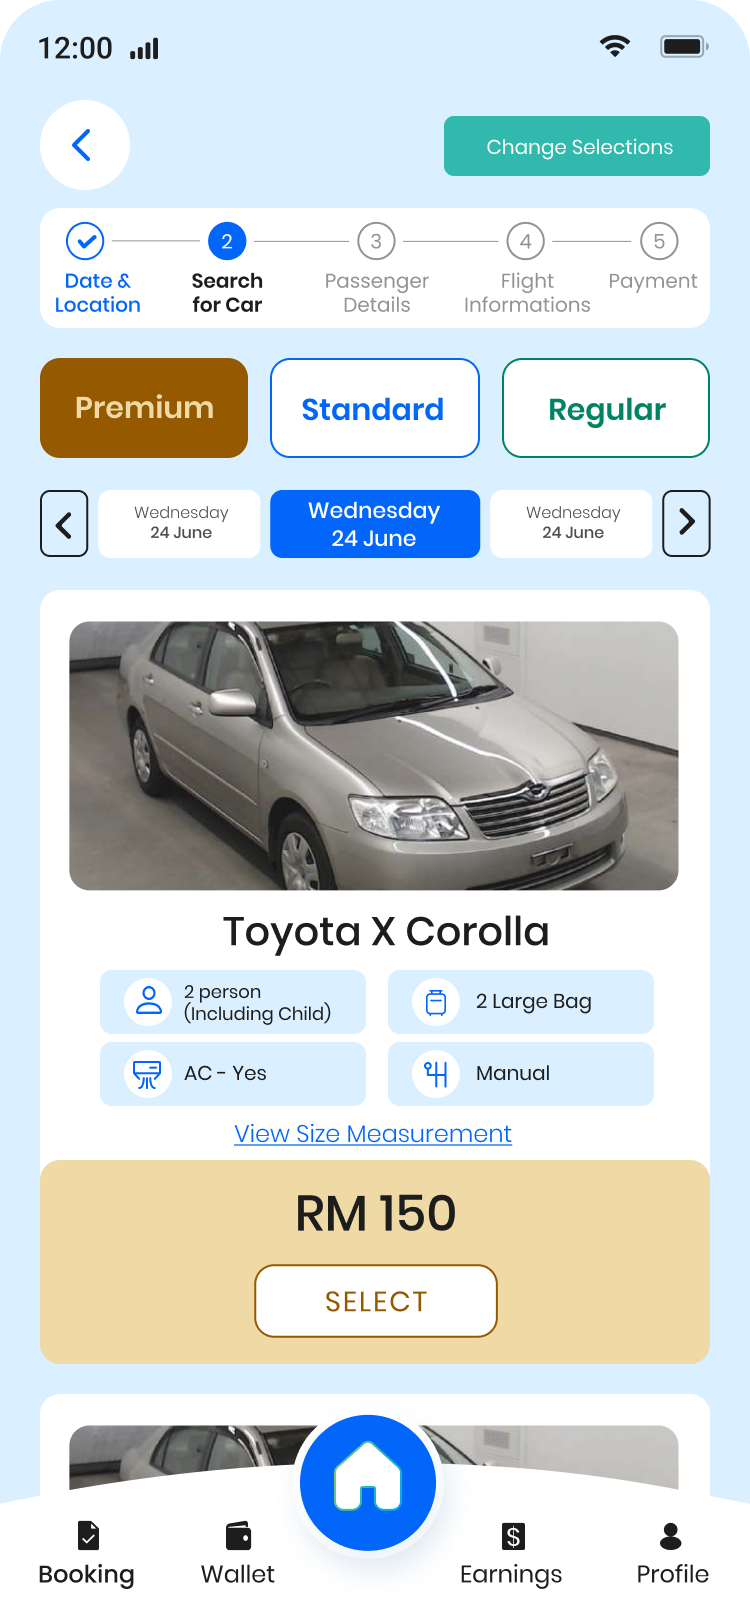 12:00
Change Selections
2
3
4
5
Date &
Location
Search
for Car
Passenger
Details
Flight
Informations
Payment
Premium
Standard
Regular
Wednesday
24 June
Wednesday
24 June
Wednesday
24 June
Toyota X Corolla
2 person
(Including Child)
2 Large Bag
AC - Yes
Manual
View Size Measurement
RM 150
SELECT
$
Booking
Wallet
Earnings
Profile